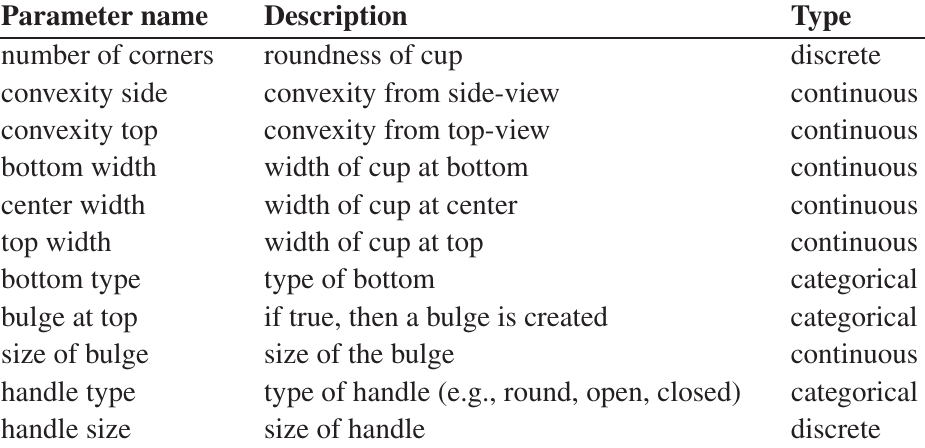 Parameter name Description Type
number of corners roundness of cup discrete
convexity side convexity from side-view continuous
convexity top convexity from top-view continuous
bottom width width of cup at bottom continuous
center width width of cup at center continuous
top width width of cup at top continuous
bottom type type of bottom categorical
bulge at top if true, then a bulge is created categorical
size of bulge size of the bulge continuous
handle type type of handle (e.g., round, open, closed) categorical
handle size size of handle discrete